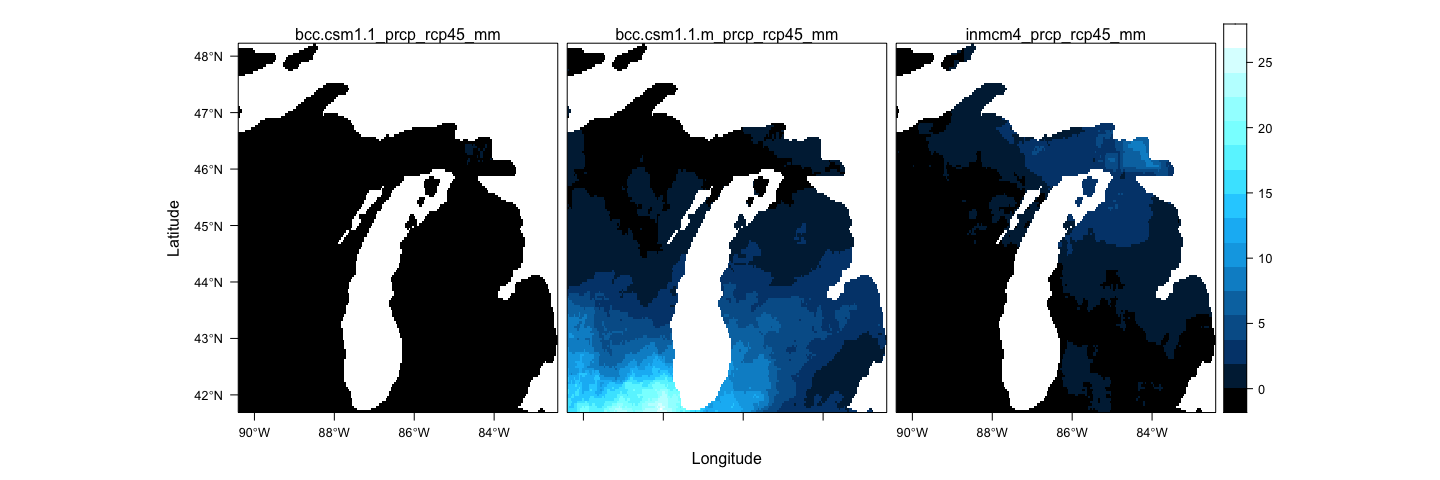 bcc.csm1.1_prcp_rcp45_mm
bcc.csm1.1.m_prcp_rcp45_mm
inmcm4_prcp_rcp45_mm
48°N
47°N
46°N
45°N
44°N
43°N
42°N
Latitude
90°W
88°W
86°W
84°W
90°W
88°W
86°W
84°W
Longitude
25
20
15
10
5
0